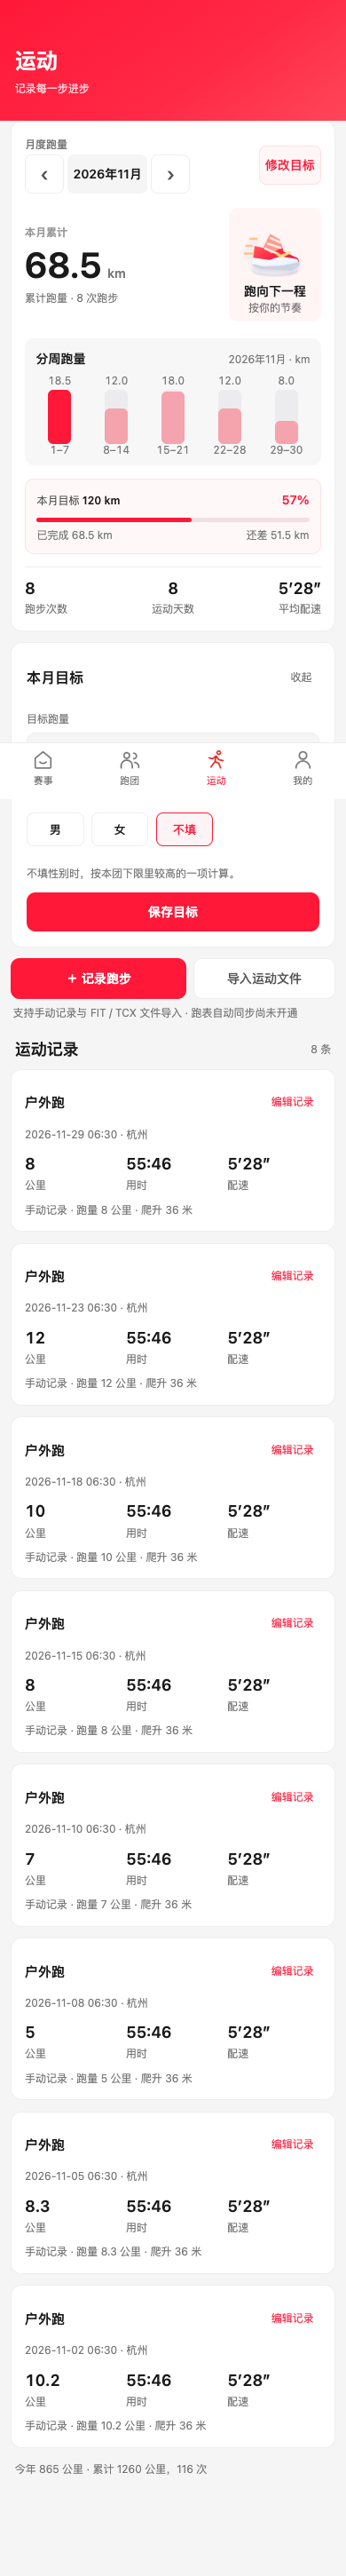 运动
记录每一步进步
月度跑量
‹ 2026年11月 ›
修改目标
本月累计
68.5 km
累计跑量 · 8 次跑步
跑向下一程
按你的节奏
分周跑量
2026年11月 · km
18.5 12.0 18.0 12.0 8.0
1–7 8–14 15–21 22–28 29–30
本月目标 120 km
57%
已完成 68.5 km
还差 51.5 km
8 8 5′28″
跑步次数 运动天数 平均配速
本月目标
收起
目标跑量
赛事 跑团 运动 我的
男 女 不填
不填性别时，按本团下限里较高的一项计算。
保存目标
+ 记录跑步
导入运动文件
支持手动记录与 FIT / TCX 文件导入 · 跑表自动同步尚未开通
运动记录
8 条
户外跑
编辑记录
2026-11-29 06:30 · 杭州
8 55:46 5′28″
公里 用时 配速
手动记录 · 跑量 8 公里 · 爬升 36 米
户外跑
编辑记录
2026-11-23 06:30 · 杭州
12 55:46 5′28″
公里 用时 配速
手动记录 · 跑量 12 公里 · 爬升 36 米
户外跑
编辑记录
2026-11-18 06:30 · 杭州
10 55:46 5′28″
公里 用时 配速
手动记录 · 跑量 10 公里 · 爬升 36 米
户外跑
编辑记录
2026-11-15 06:30 · 杭州
8 55:46 5′28″
公里 用时 配速
手动记录 · 跑量 8 公里 · 爬升 36 米
户外跑
编辑记录
2026-11-10 06:30 · 杭州
7 55:46 5′28″
公里 用时 配速
手动记录 · 跑量 7 公里 · 爬升 36 米
户外跑
编辑记录
2026-11-08 06:30 · 杭州
5 55:46 5′28″
公里 用时 配速
手动记录 · 跑量 5 公里 · 爬升 36 米
户外跑
编辑记录
2026-11-05 06:30 · 杭州
8.3 55:46 5′28″
公里 用时 配速
手动记录 · 跑量 8.3 公里 · 爬升 36 米
户外跑
编辑记录
2026-11-02 06:30 · 杭州
10.2 55:46 5′28″
公里 用时 配速
手动记录 · 跑量 10.2 公里 · 爬升 36 米
今年 865 公里 · 累计 1260 公里，116 次